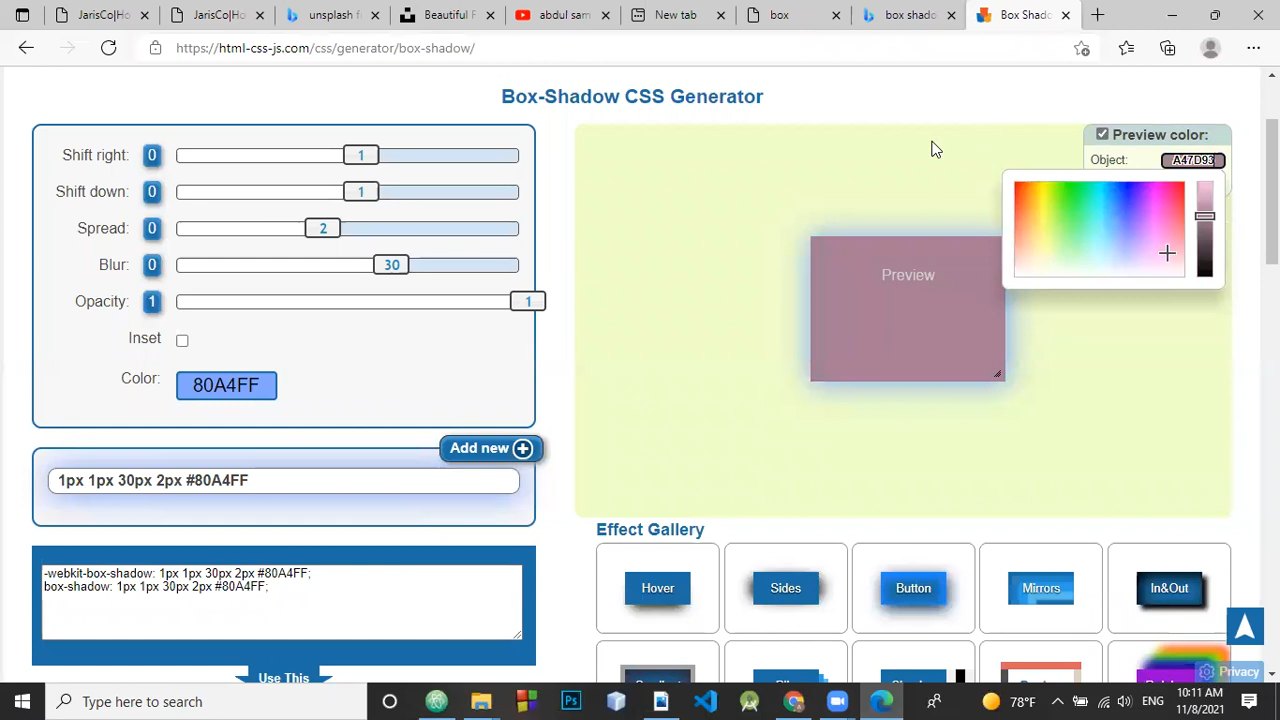 JarisCo|Ho
JarisCo|Ho
unsplash f
Beautiful F
abdul sam
New tab
box
box shado
Box Shado
https://html-css-js.com/css/generator/box-shadow/
Box-Shadow CSS Generator
Shift right: 0 1
Shift down: 0 1
Spread: 0 2
Blur: 0 30
Opacity: 1 1
Inset
Color: 80A4FF
Preview color:
Object: A47D93
Preview
Add new
1px 1px 30px 2px #80A4FF
-webkit-box-shadow: 1px 1px 30px 2px #80A4FF;
box-shadow: 1px 1px 30px 2px #80A4FF;
Use This
Effect Gallery
Hover
Sides
Button
Mirrors
In&Out
Privacy
Type here to search
Ps
78°F
ENG
10:11 AM
11/8/2021